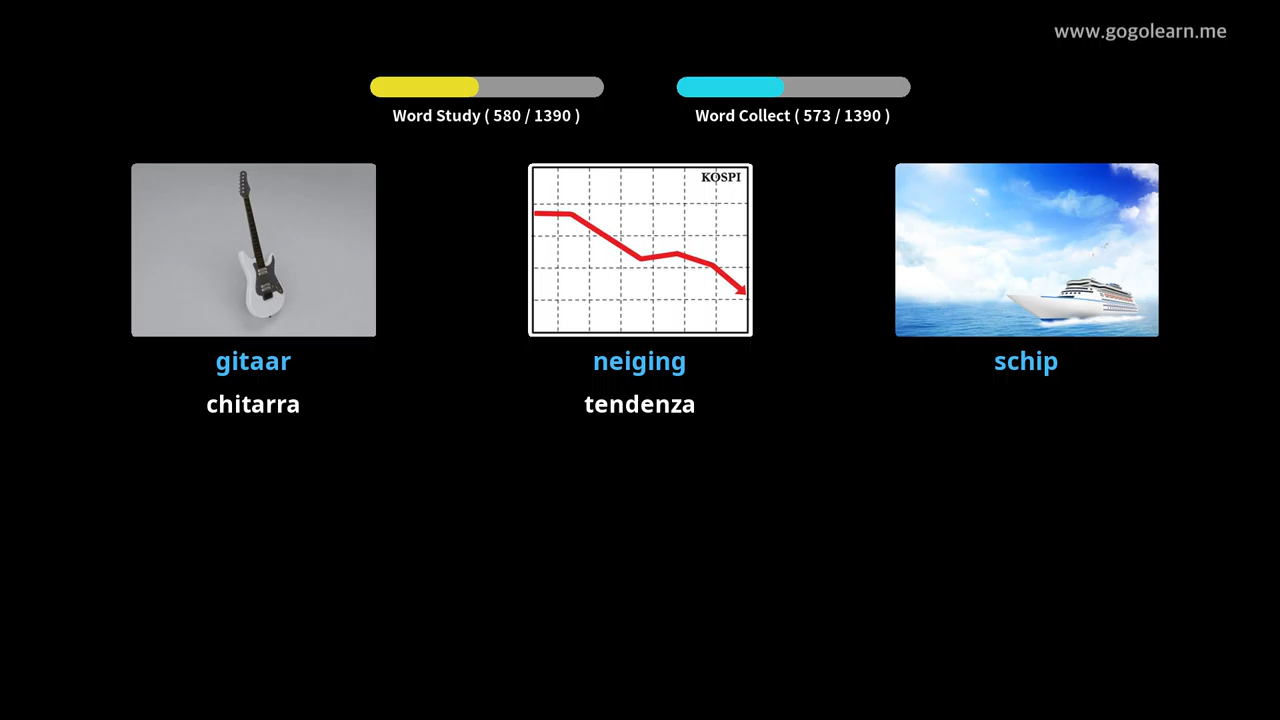 www.gogolearn.me
Word Study ( 580 / 1390 )
Word Collect ( 573 / 1390 )
KOSPI
gitaar
neiging
schip
chitarra
tendenza